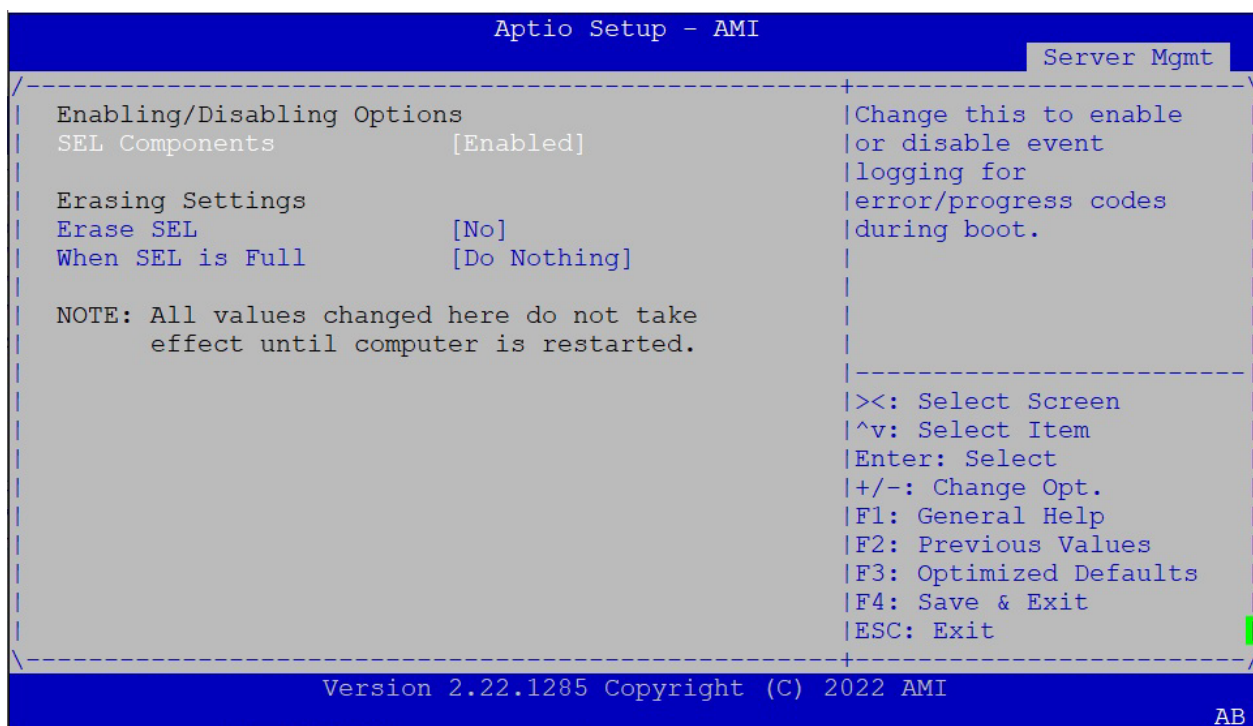 Aptio Setup - AMI
Server Mgmt
Enabling/Disabling Options
SEL Components [Enabled]
Erasing Settings
Erase SEL [No]
When SEL is Full [Do Nothing]
NOTE: All values changed here do not take
effect until computer is restarted.
Change this to enable
or disable event
logging for
error/progress codes
during boot.
><: Select Screen
^v: Select Item
Enter: Select
+/-: Change Opt.
F1: General Help
F2: Previous Values
F3: Optimized Defaults
F4: Save & Exit
ESC: Exit
Version 2.22.1285 Copyright (C) 2022 AMI
AB